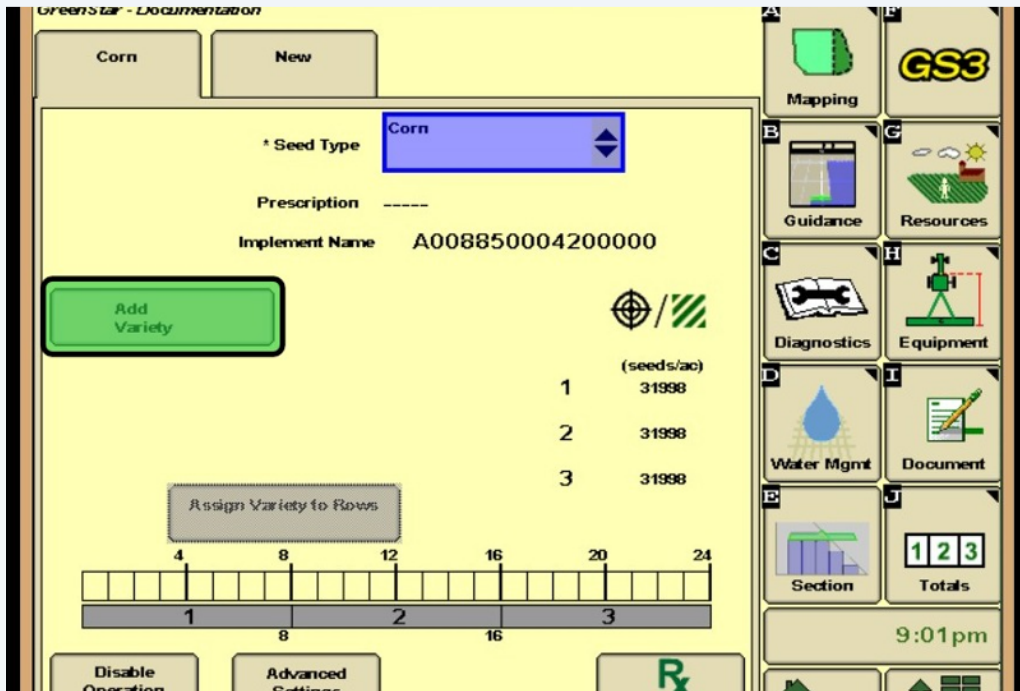 GreenStar - Documentation
Corn
New
* Seed Type
Corn
Prescription -----
Implement Name A008850004200000
Add
Variety
(seeds/ac)
1 31998
2 31998
3 31998
Assign Variety to Rows
4 8 12 16 20 24
1 2 3
8 16
Disable
Operation
Advanced
Settings
Rx
A
Mapping
F
GS3
B
Guidance
G
Resources
C
Diagnostics
H
Equipment
D
Water Mgmt
I
Document
E
Section
J
1 2 3
Totals
9:01pm